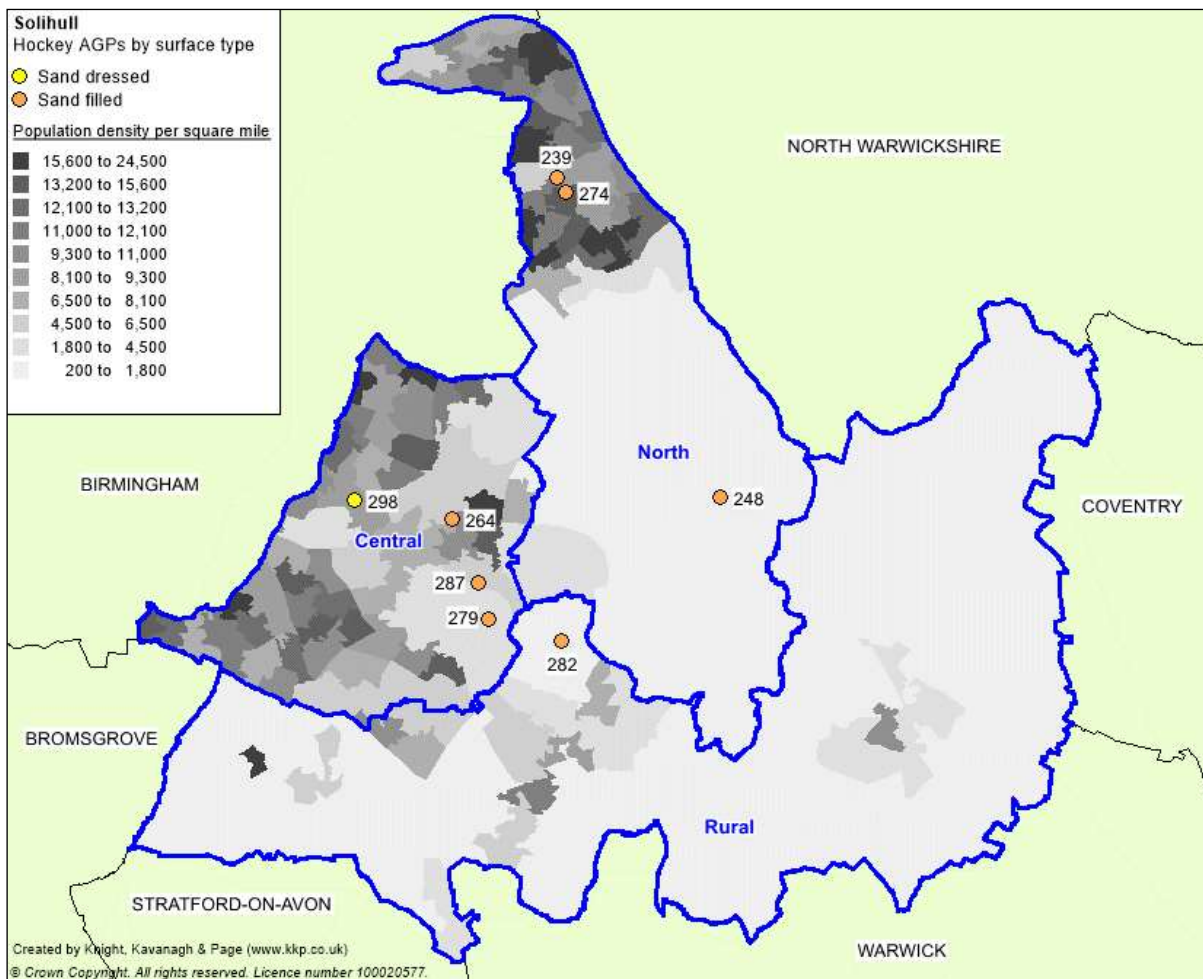 Solihull
Hockey AGPs by surface type
Sand dressed
Sand filled
Population density per square mile
15,600 to 24,500
13,200 to 15,600
12,100 to 13,200
11,000 to 12,100
9,300 to 11,000
8,100 to 9,300
6,500 to 8,100
4,500 to 6,500
1,800 to 4,500
200 to 1,800
NORTH WARWICKSHIRE
239
274
North
BIRMINGHAM
298
248
COVENTRY
264
Central
287
279
282
BROMSGROVE
Rural
STRATFORD-ON-AVON
WARWICK
Created by Knight, Kavanagh & Page (www.kkp.co.uk)
© Crown Copyright. All rights reserved. Licence number 100020577.